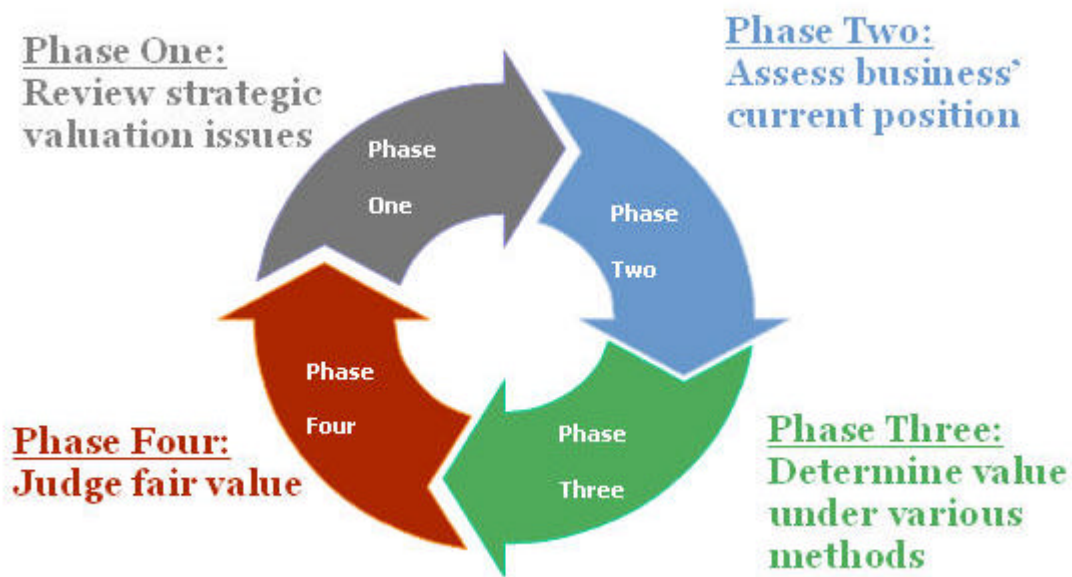 Phase One:
Review strategic
valuation issues
Phase Two:
Assess business’
current position
Phase
One
Phase
Two
Phase
Three
Phase
Four
Phase Three:
Determine value
under various
methods
Phase Four:
Judge fair value